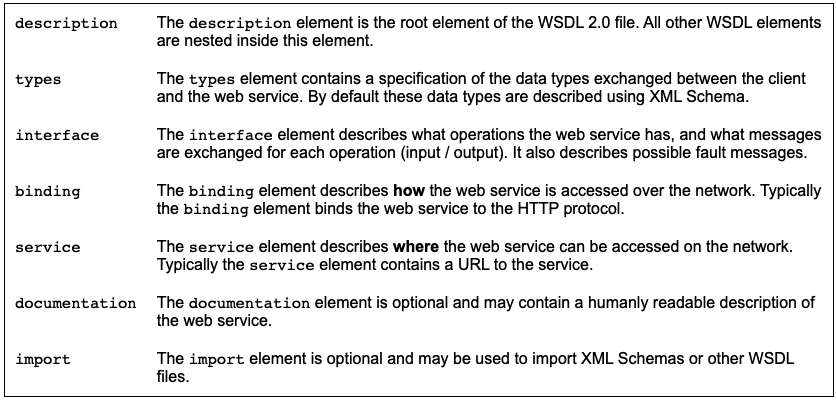 description The description element is the root element of the WSDL 2.0 file. All other WSDL elements
are nested inside this element.
types The types element contains a specification of the data types exchanged between the client
and the web service. By default these data types are described using XML Schema.
interface The interface element describes what operations the web service has, and what messages
are exchanged for each operation (input / output). It also describes possible fault messages.
binding The binding element describes how the web service is accessed over the network. Typically
the binding element binds the web service to the HTTP protocol.
service The service element describes where the web service can be accessed on the network.
Typically the service element contains a URL to the service.
documentation The documentation element is optional and may contain a humanly readable description of
the web service.
import The import element is optional and may be used to import XML Schemas or other WSDL
files.